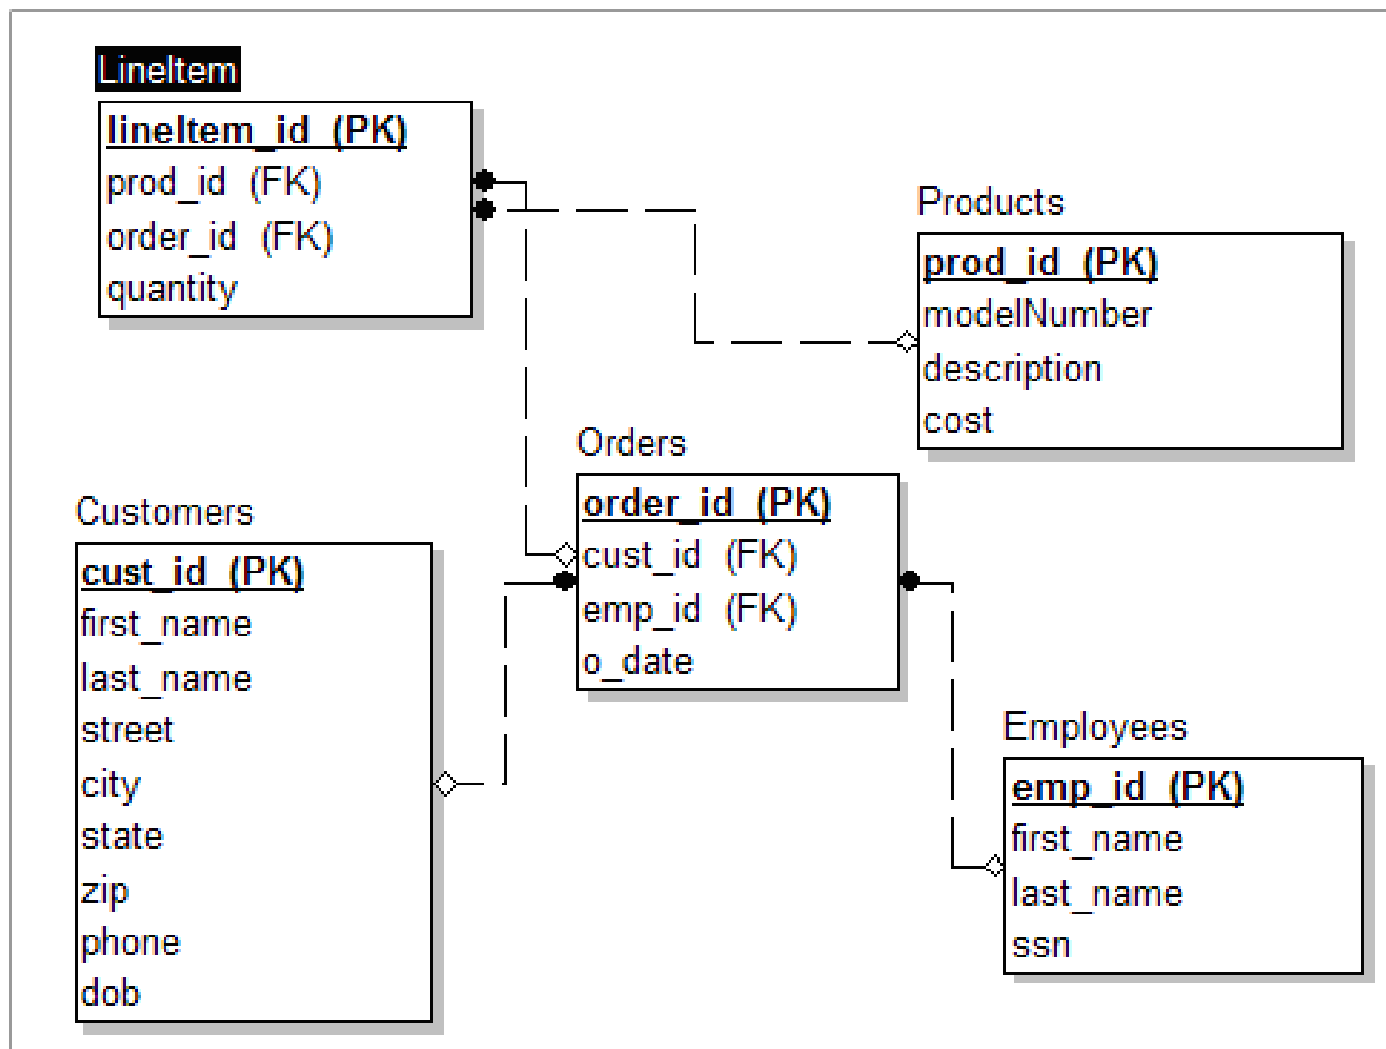 LineItem
lineItem_id (PK)
prod_id (FK)
order_id (FK)
quantity
Products
prod_id (PK)
modelNumber
description
cost
Orders
order_id (PK)
cust_id (FK)
emp_id (FK)
o_date
Customers
cust_id (PK)
first_name
last_name
street
city
state
zip
phone
dob
Employees
emp_id (PK)
first_name
last_name
ssn